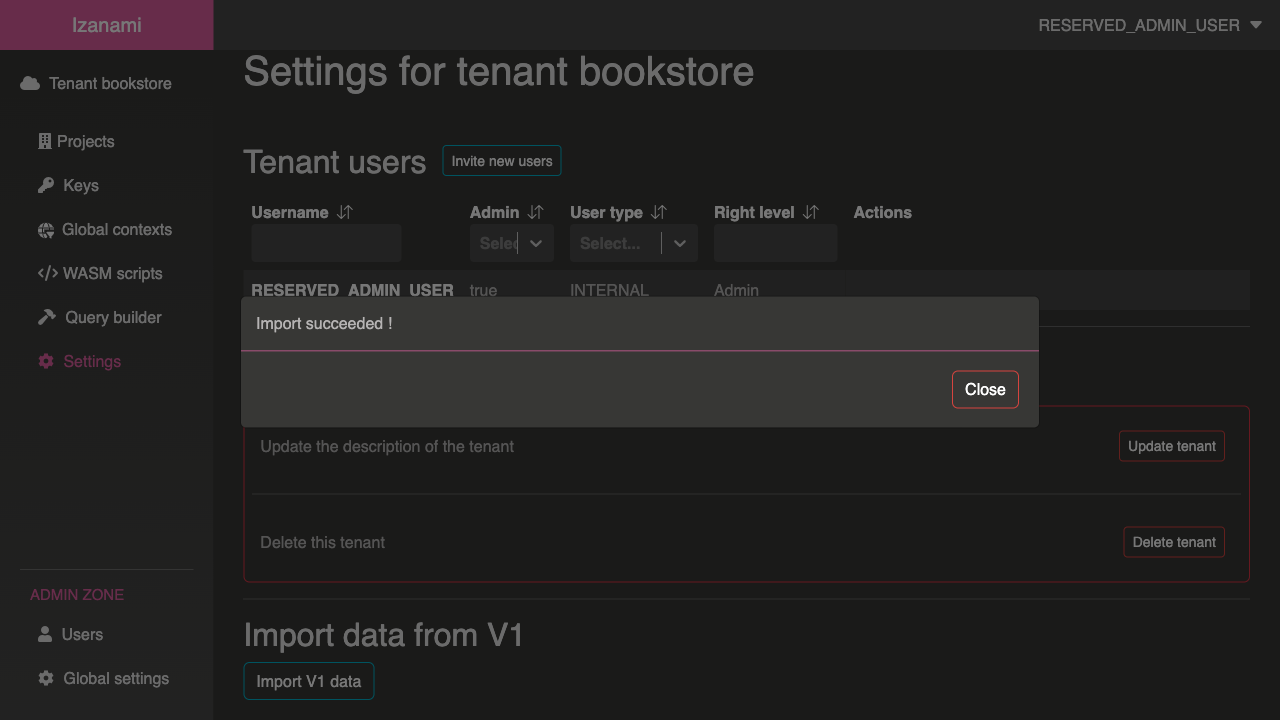 Izanami
RESERVED_ADMIN_USER
Tenant bookstore
Projects
Keys
Global contexts
WASM scripts
Query builder
Settings
ADMIN ZONE
Users
Global settings
Settings for tenant bookstore
Tenant users
Invite new users
Username Admin User type Right level Actions
Select... Select...
RESERVED_ADMIN_USER true INTERNAL Admin
Import succeeded !
Close
Update the description of the tenant
Update tenant
Delete this tenant
Delete tenant
Import data from V1
Import V1 data